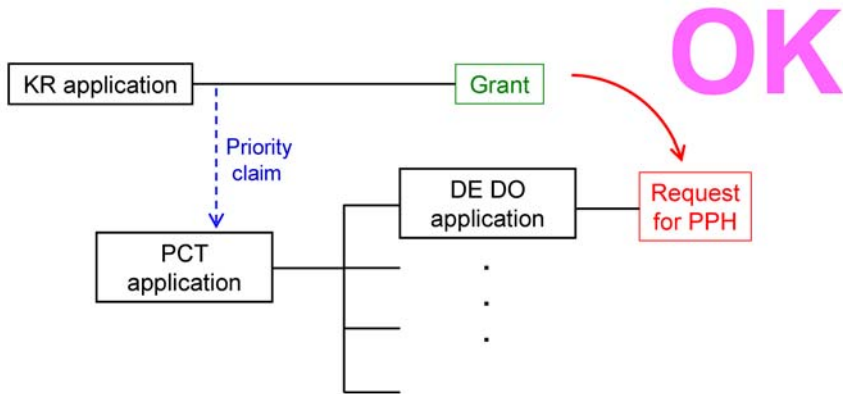 OK
KR application
Grant
Priority
claim
DE DO
application
Request
for PPH
PCT
application